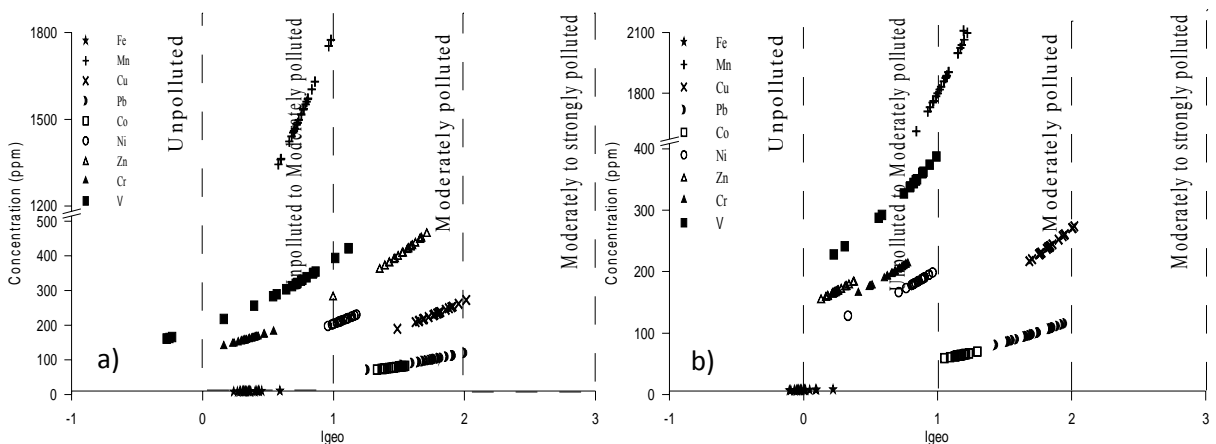 a)
Fe
Mn
Cu
Pb
Co
Ni
Zn
Cr
V
Unpolluted
Unpolluted to Moderately polluted
Moderately polluted
Moderately to strongly polluted
Concentration (ppm)
1800
1500
1200
500
400
300
200
100
0
-1
0
1
2
3
Igeo
b)
Fe
Mn
Cu
Pb
Co
Ni
Zn
Cr
V
Unpolluted
Unpolluted to Moderately polluted
Moderately polluted
Moderately to strongly polluted
Concentration (ppm)
2100
1800
400
300
200
100
0
-1
0
1
2
3
Igeo